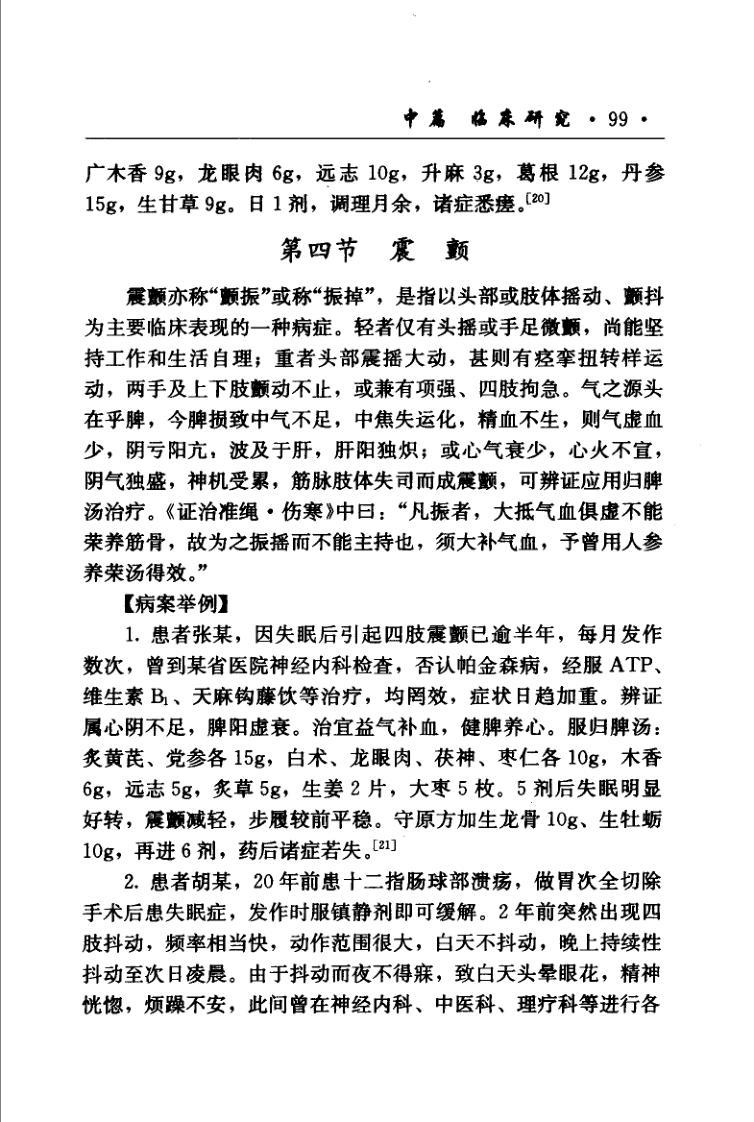 中篇　临床研究 · 99 ·
广木香 9g，龙眼肉 6g，远志 10g，升麻 3g，葛根 12g，丹参
15g，生甘草 9g。日 1 剂，调理月余，诸症悉瘥。[20]
第四节　震　颤
震颤亦称“颤振”或称“振掉”，是指以头部或肢体摇动、颤抖
为主要临床表现的一种病症。轻者仅有头摇或手足微颤，尚能坚
持工作和生活自理；重者头部震摇大动，甚则有痉挛扭转样运
动，两手及上下肢颤动不止，或兼有项强、四肢拘急。气之源头
在乎脾，今脾损致中气不足，中焦失运化，精血不生，则气虚血
少，阴亏阳亢，波及于肝，肝阳独炽；或心气衰少，心火不宣，
阴气独盛，神机受累，筋脉肢体失司而成震颤，可辨证应用归脾
汤治疗。《证治准绳·伤寒》中曰：“凡振者，大抵气血俱虚不能
荣养筋骨，故为之振摇而不能主持也，须大补气血，予曾用人参
养荣汤得效。”
【病案举例】
1. 患者张某，因失眠后引起四肢震颤已逾半年，每月发作
数次，曾到某省医院神经内科检查，否认帕金森病，经服 ATP、
维生素 B₁、天麻钩藤饮等治疗，均罔效，症状日趋加重。辨证
属心阴不足，脾阳虚衰。治宜益气补血，健脾养心。服归脾汤：
炙黄芪、党参各 15g，白术、龙眼肉、茯神、枣仁各 10g，木香
6g，远志 5g，炙草 5g，生姜 2 片，大枣 5 枚。5 剂后失眠明显
好转，震颤减轻，步履较前平稳。守原方加生龙骨 10g、生牡蛎
10g，再进 6 剂，药后诸症若失。[21]
2. 患者胡某，20 年前患十二指肠球部溃疡，做胃次全切除
手术后患失眠症，发作时服镇静剂即可缓解。2 年前突然出现四
肢抖动，频率相当快，动作范围很大，白天不抖动，晚上持续性
抖动至次日凌晨。由于抖动而夜不得寐，致白天头晕眼花，精神
恍惚，烦躁不安，此间曾在神经内科、中医科、理疗科等进行各